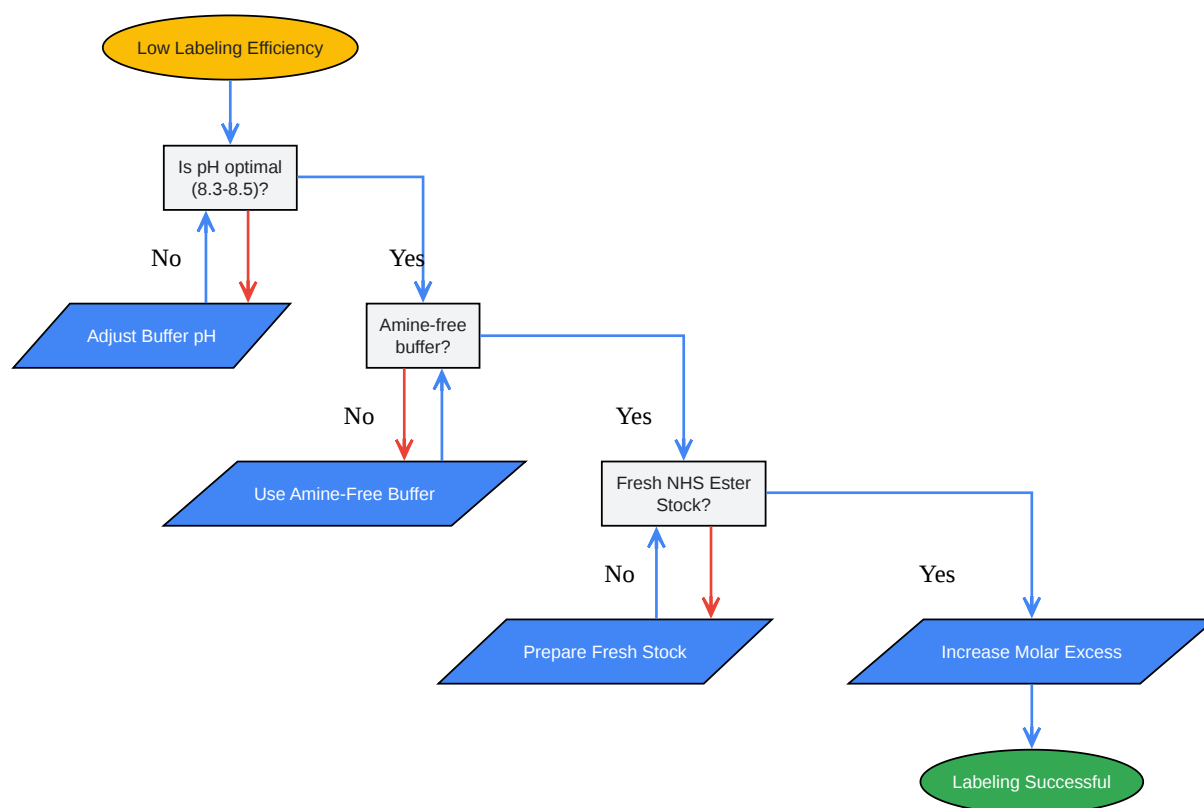 Low Labeling Efficiency
Is pH optimal
(8.3-8.5)?
No
Yes
Adjust Buffer pH
Amine-free
buffer?
No
Yes
Use Amine-Free Buffer
Fresh NHS Ester
Stock?
No
Yes
Prepare Fresh Stock
Increase Molar Excess
Labeling Successful